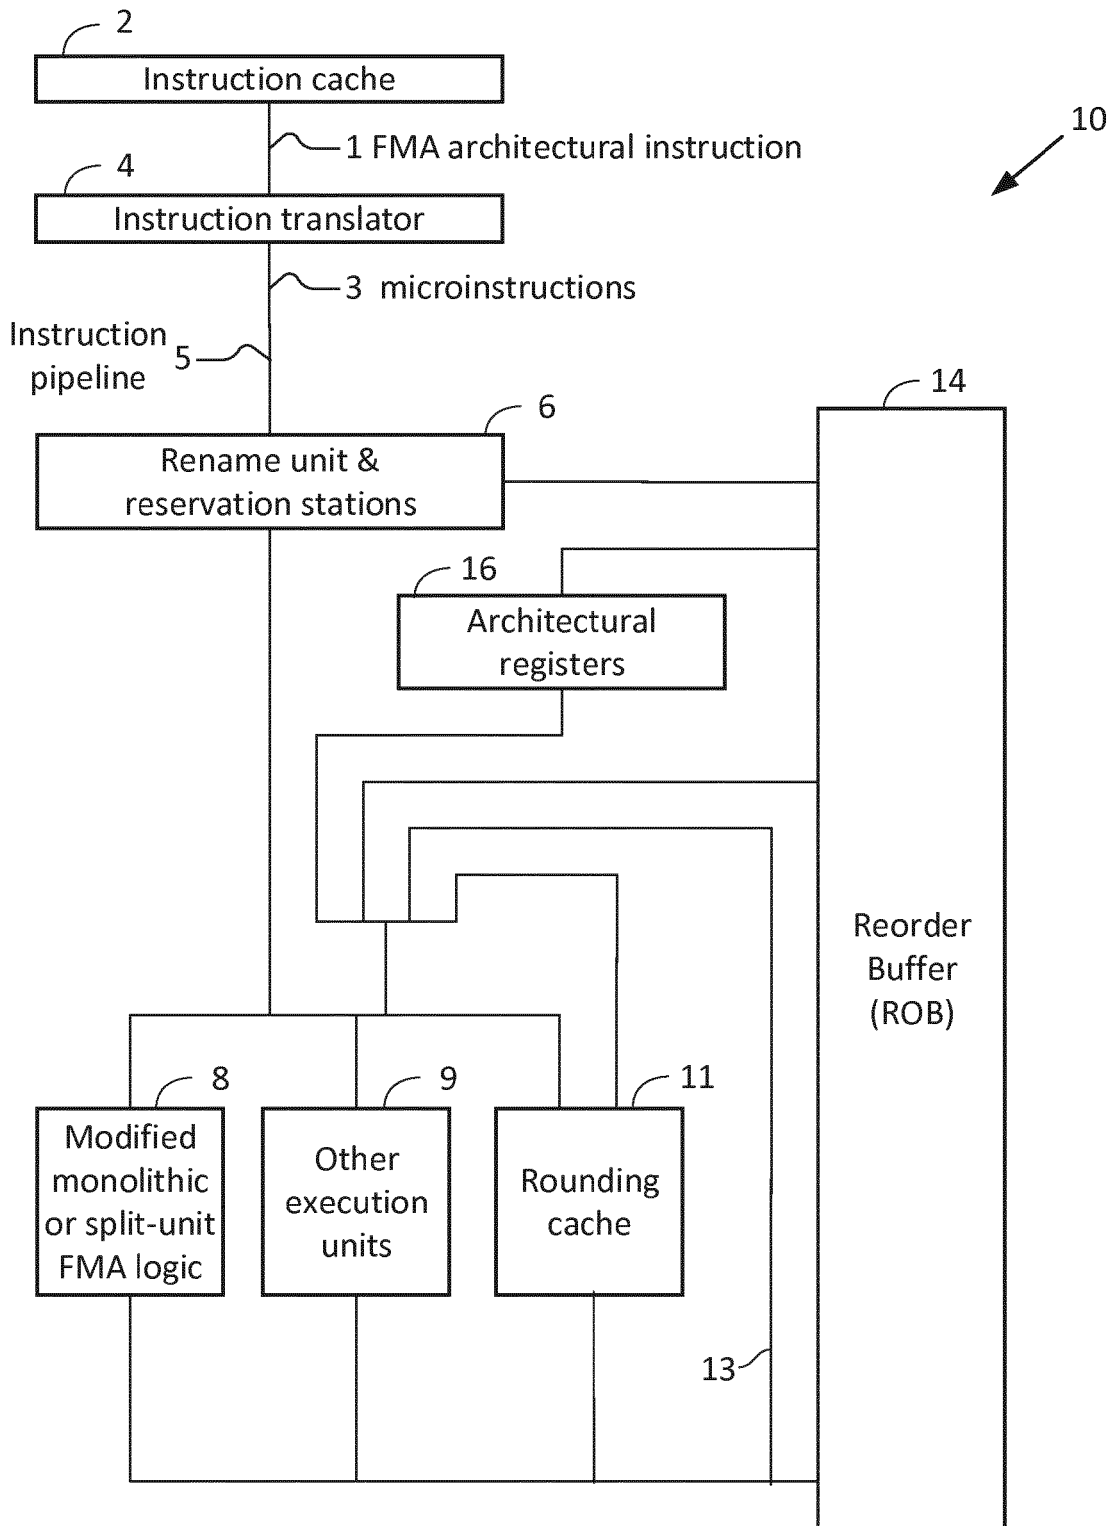 2
Instruction cache
10
1 FMA architectural instruction
4
Instruction translator
3 microinstructions
Instruction
pipeline
5
14
6
Rename unit &
reservation stations
16
Architectural
registers
Reorder
Buffer
(ROB)
8
9
11
Modified
monolithic
or split-unit
FMA logic
Other
execution
units
Rounding
cache
13